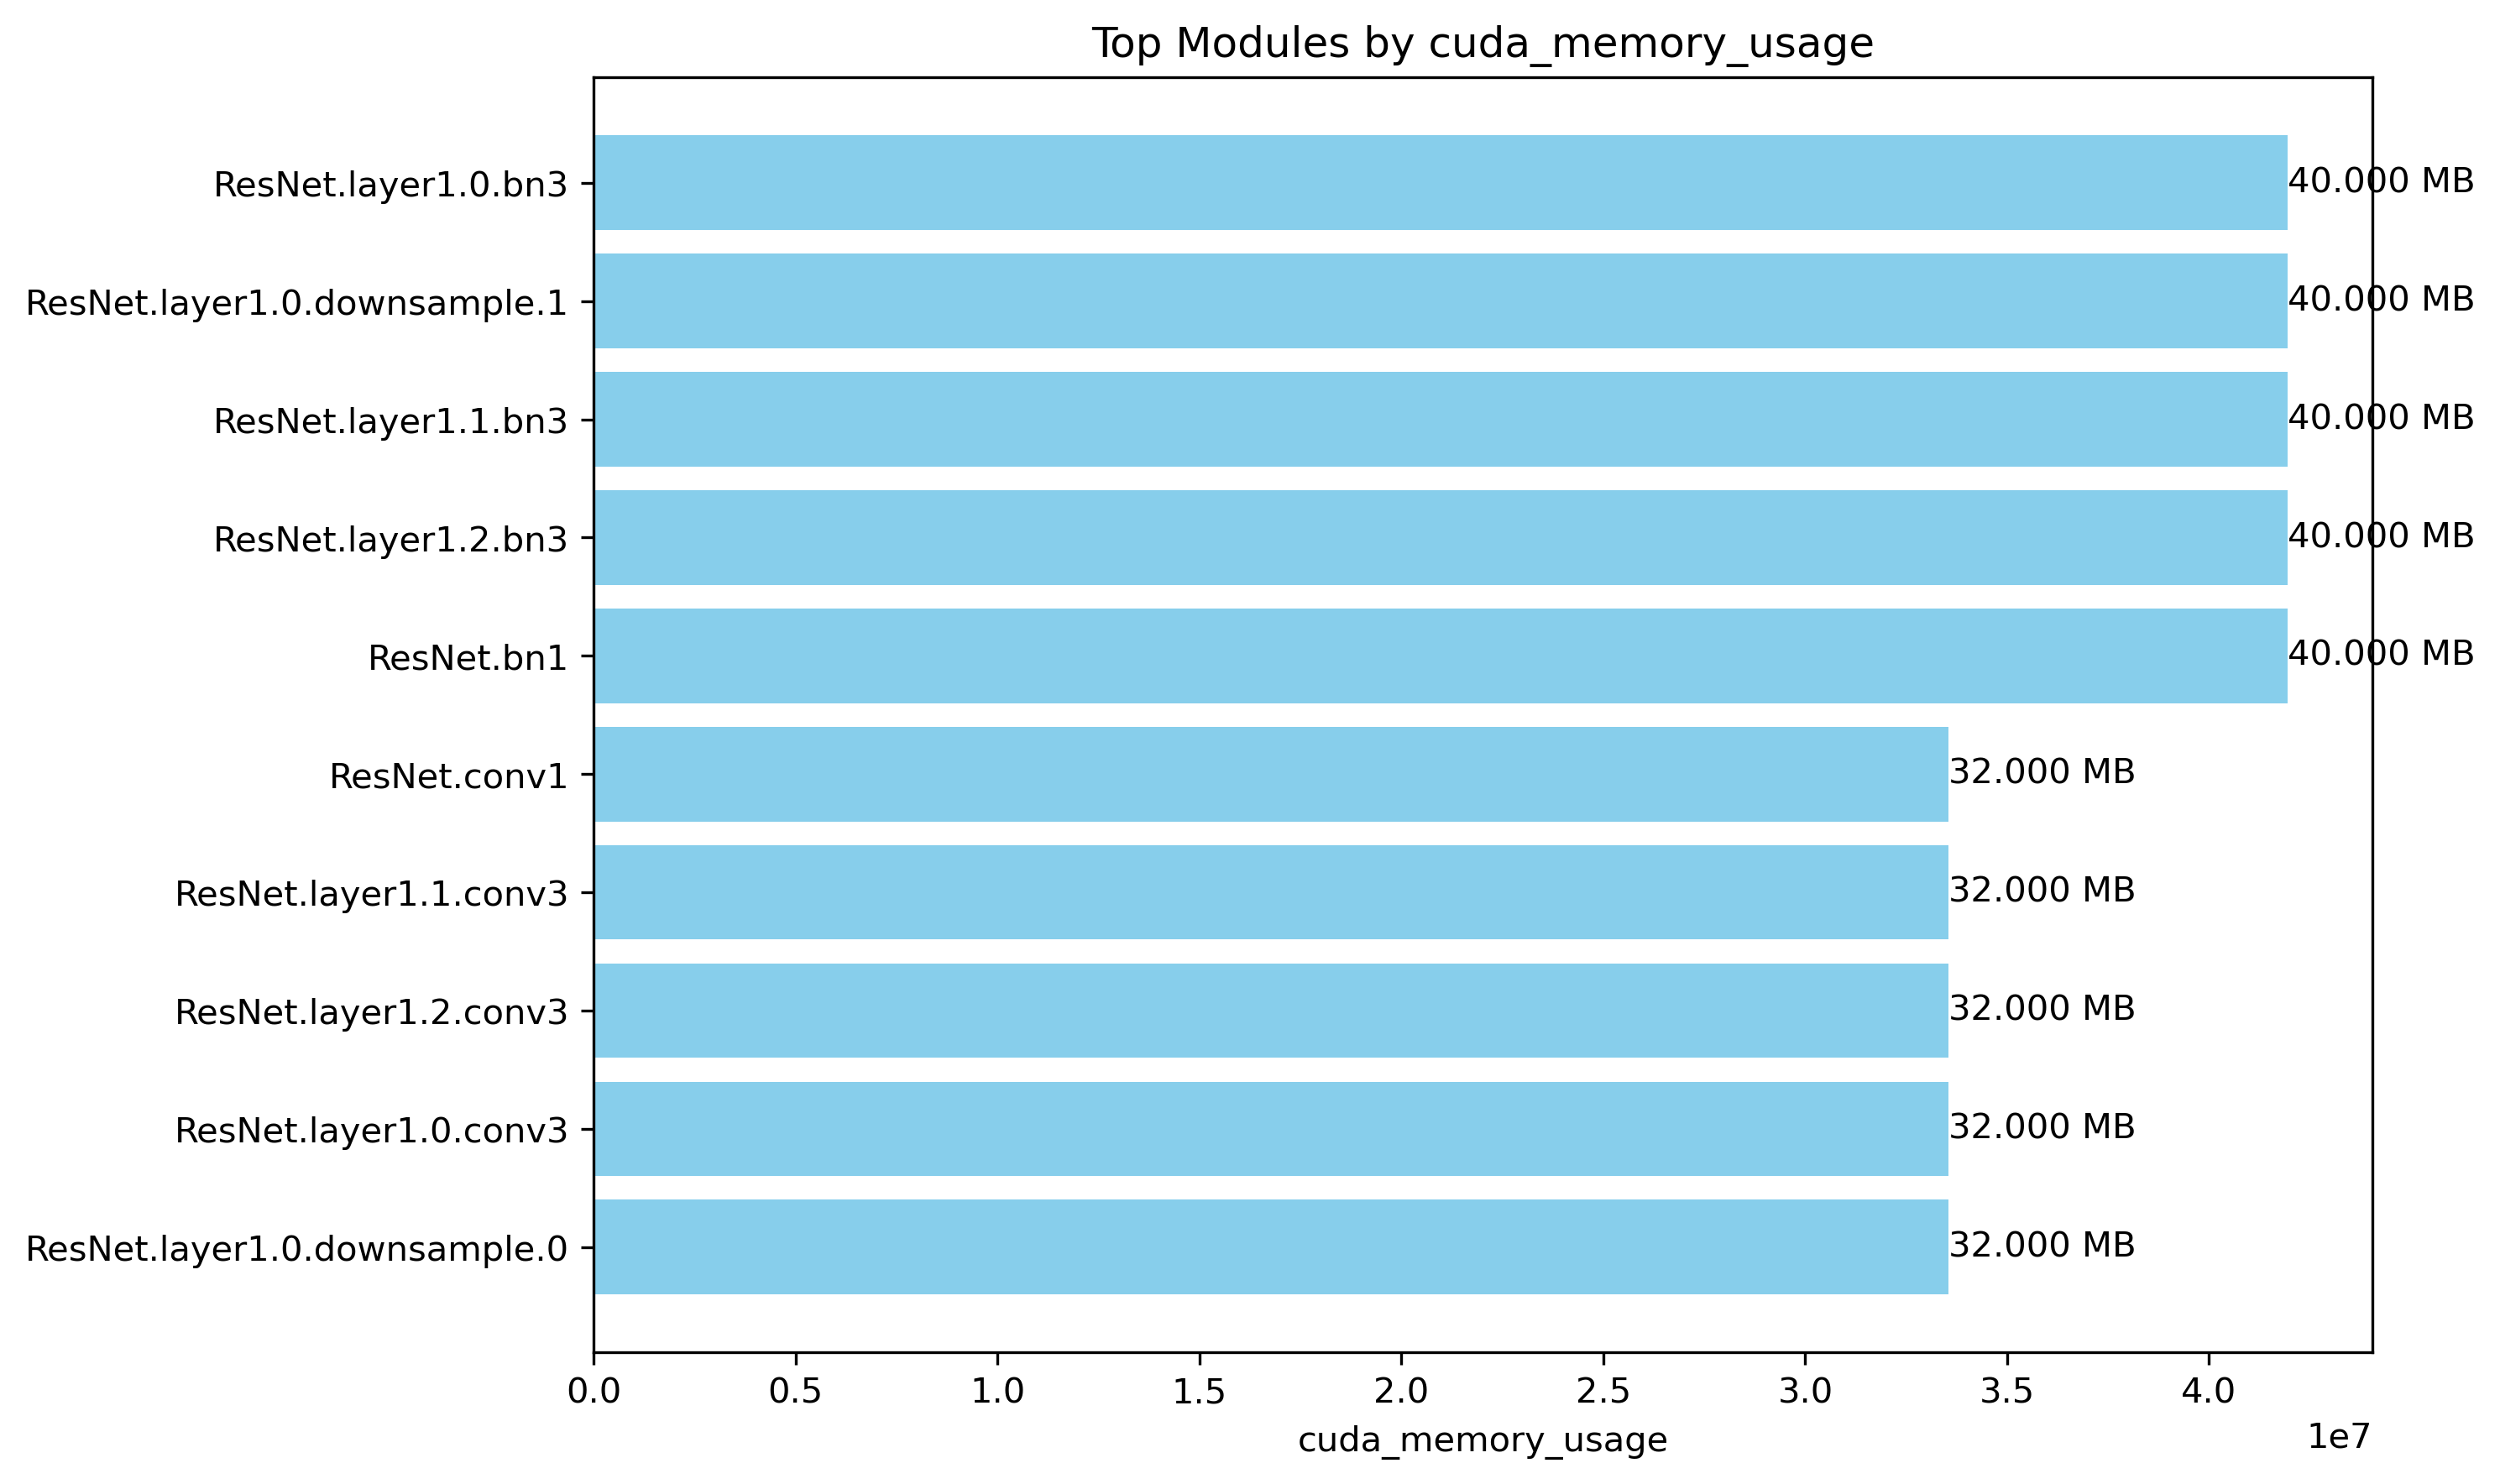 Top Modules by cuda_memory_usage
ResNet.layer1.0.bn3 40.000 MB
ResNet.layer1.0.downsample.1 40.000 MB
ResNet.layer1.1.bn3 40.000 MB
ResNet.layer1.2.bn3 40.000 MB
ResNet.bn1 40.000 MB
ResNet.conv1 32.000 MB
ResNet.layer1.1.conv3 32.000 MB
ResNet.layer1.2.conv3 32.000 MB
ResNet.layer1.0.conv3 32.000 MB
ResNet.layer1.0.downsample.0 32.000 MB
0.0 0.5 1.0 1.5 2.0 2.5 3.0 3.5 4.0
cuda_memory_usage 1e7